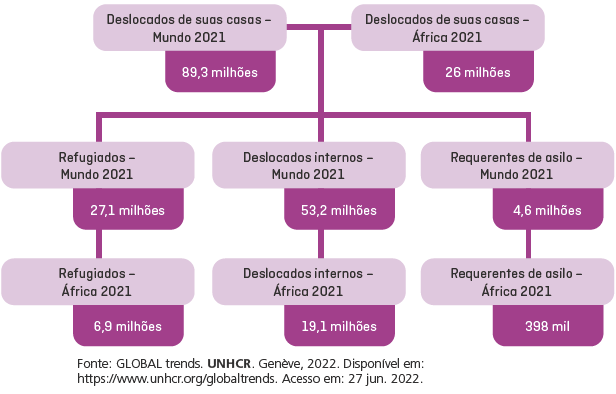 Deslocados de suas casas –
Mundo 2021
89,3 milhões
Deslocados de suas casas –
África 2021
26 milhões
Refugiados –
Mundo 2021
27,1 milhões
Deslocados internos –
Mundo 2021
53,2 milhões
Requerentes de asilo –
Mundo 2021
4,6 milhões
Refugiados –
África 2021
6,9 milhões
Deslocados internos –
África 2021
19,1 milhões
Requerentes de asilo –
África 2021
398 mil
Fonte: GLOBAL trends. UNHCR. Genève, 2022. Disponível em:
https://www.unhcr.org/globaltrends. Acesso em: 27 jun. 2022.